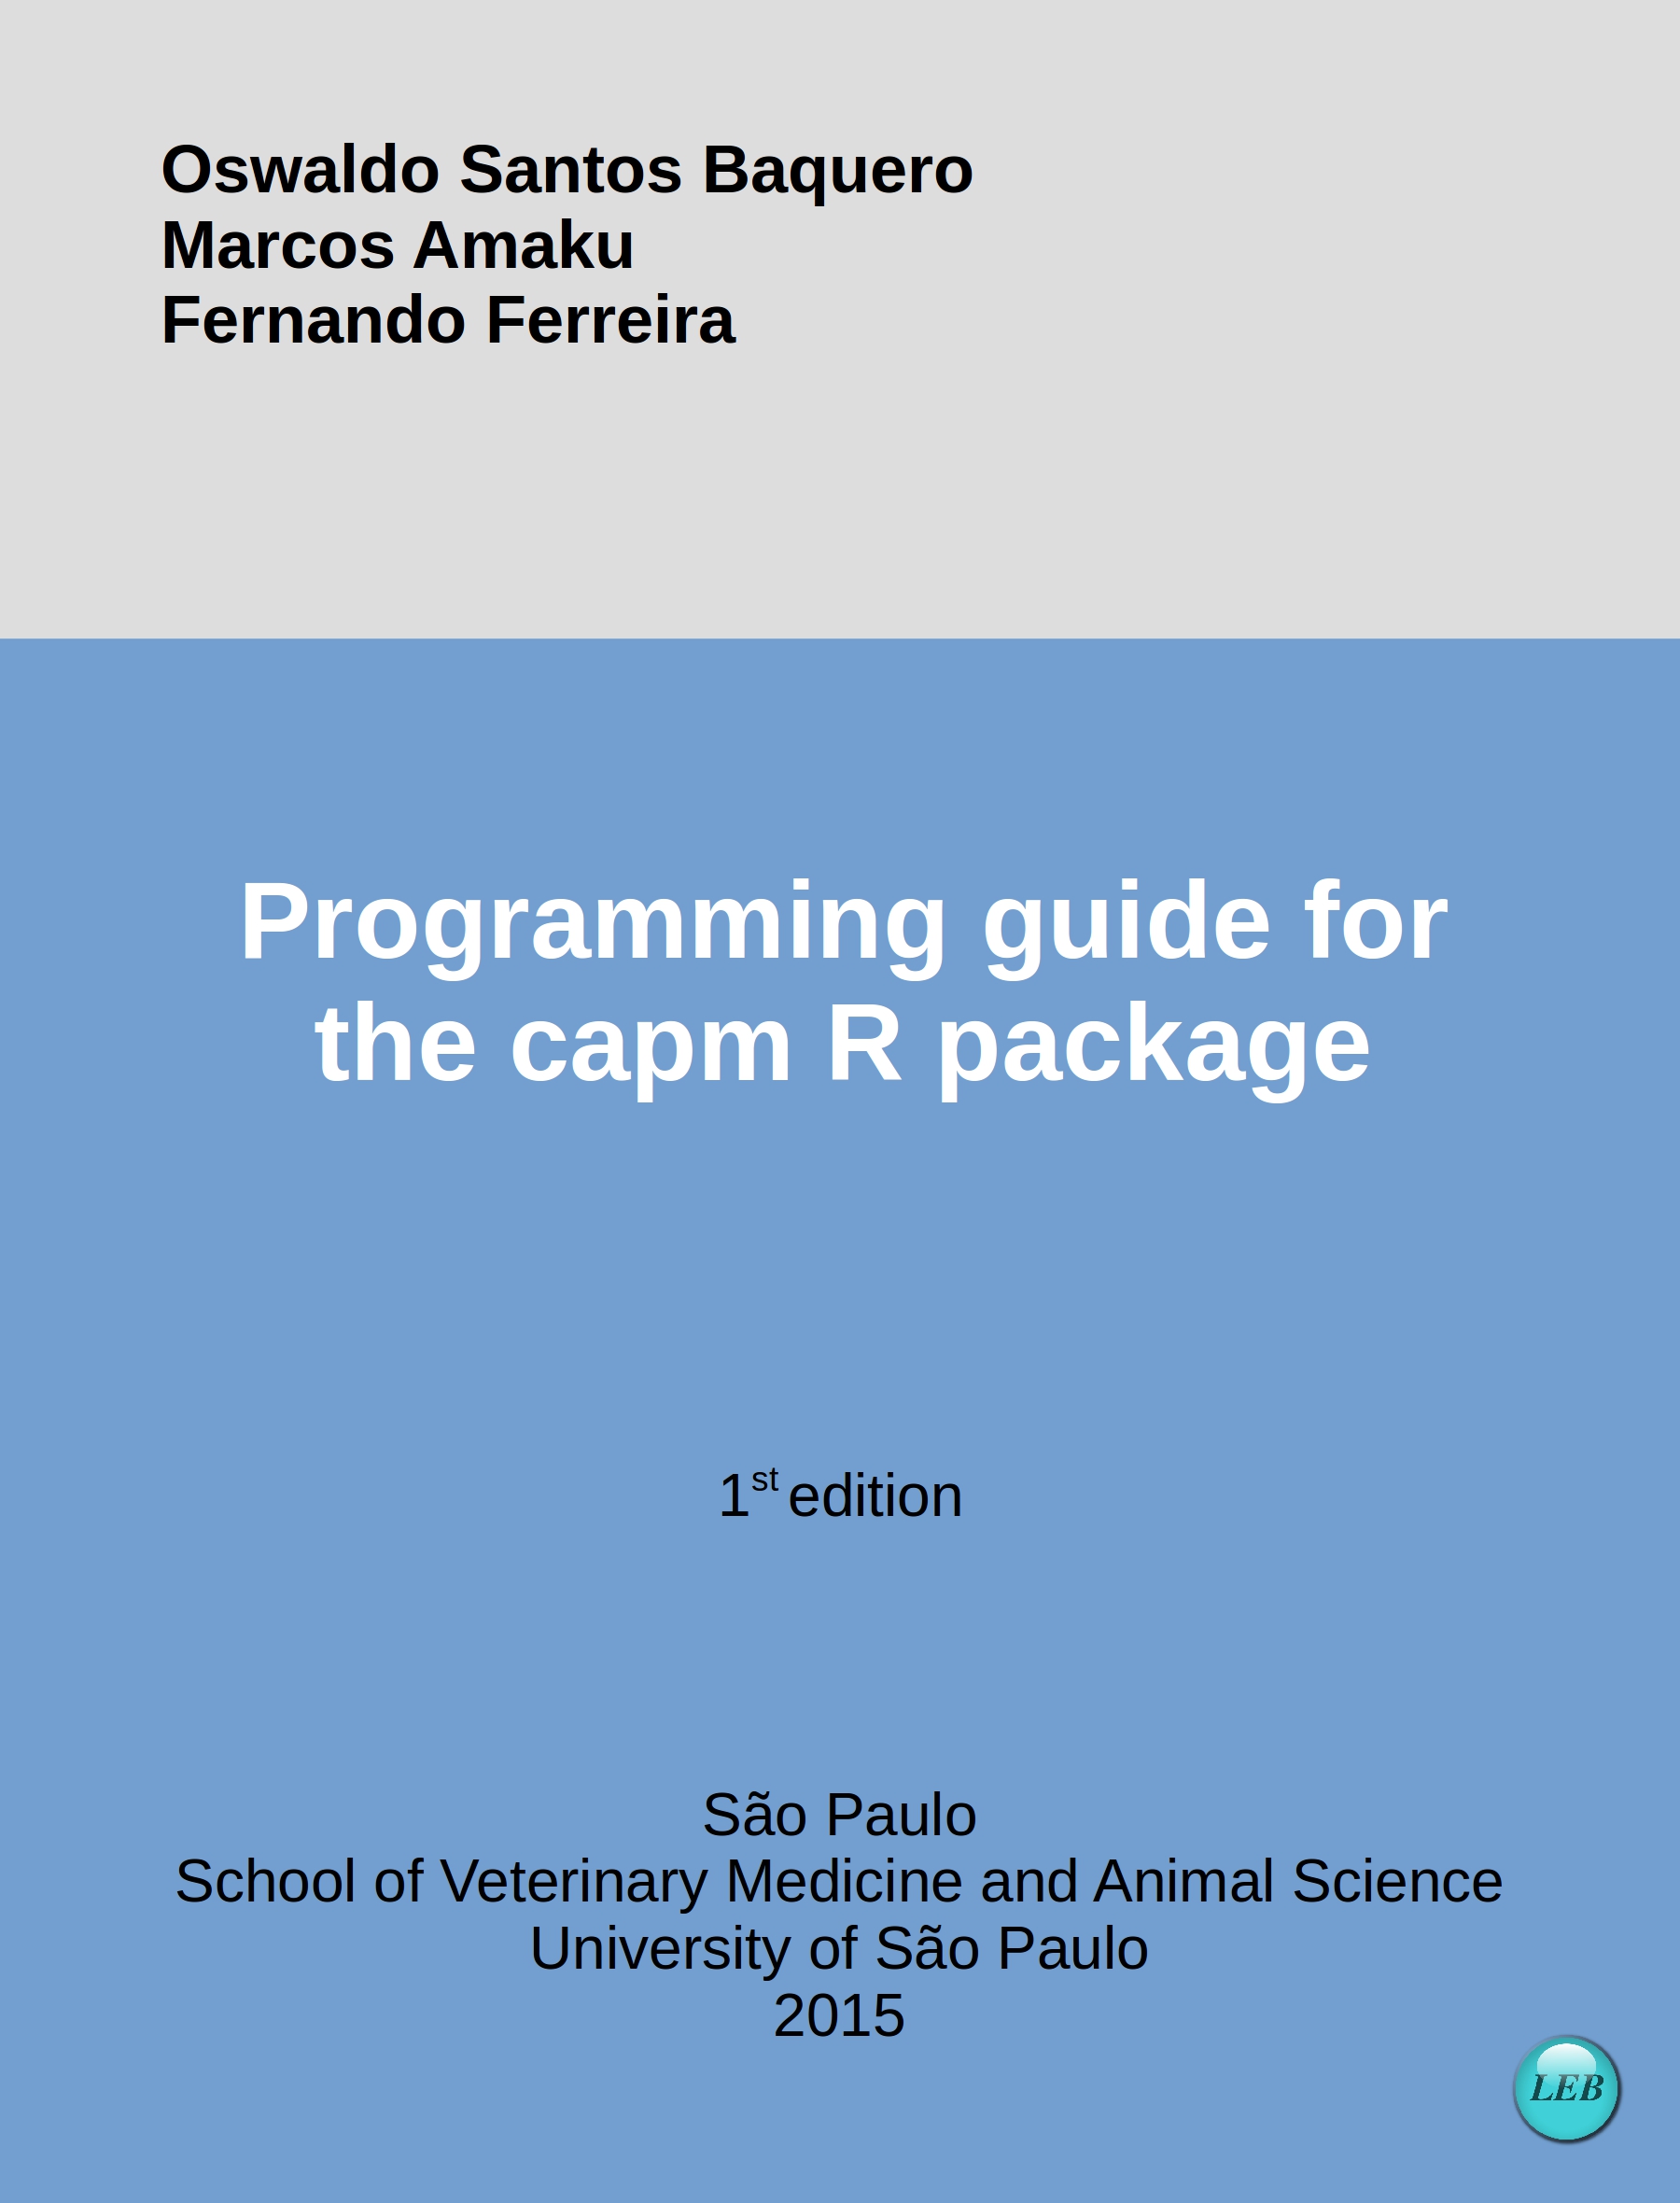 Oswaldo Santos Baquero
Marcos Amaku
Fernando Ferreira
Programming guide for
the capm R package
1st edition
São Paulo
School of Veterinary Medicine and Animal Science
University of São Paulo
2015
LEB